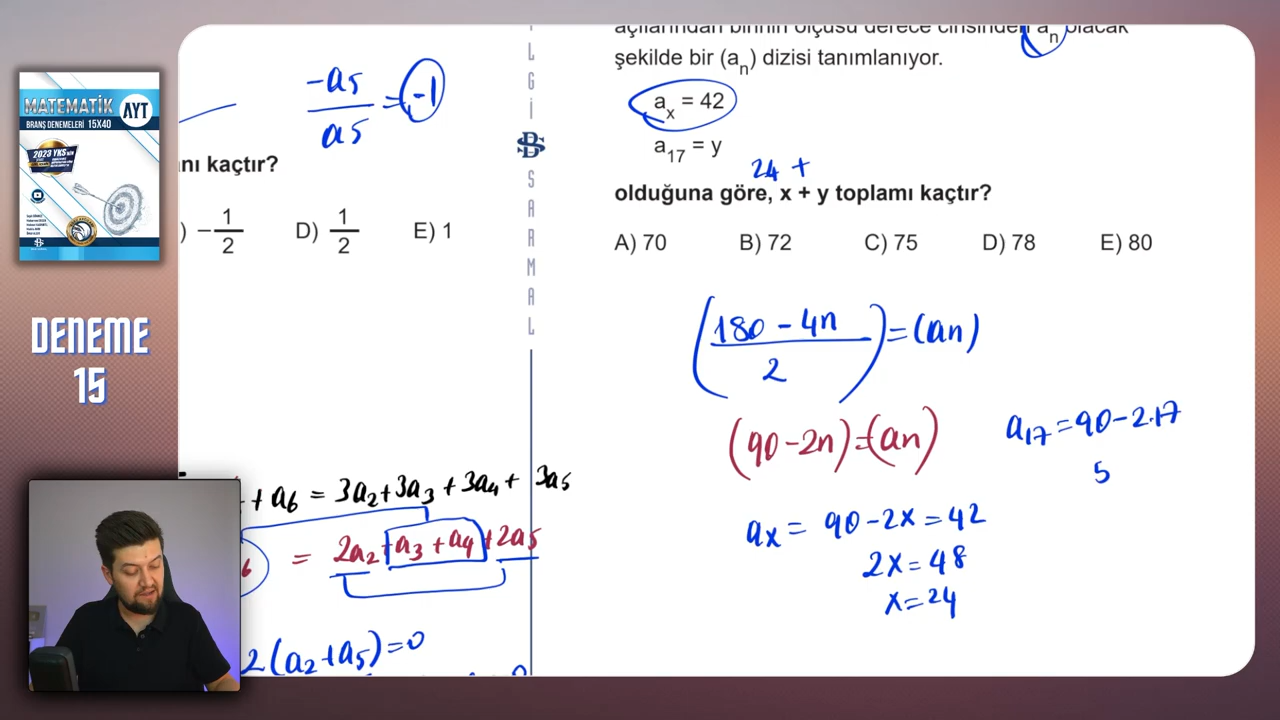 MATEMATİK AYT
BRANŞ DENEMELERİ 15X40
2023 YKS'NİN
DENEME
15
-a5
a5
= -1
nı kaçtır?
) -1/2 D) 1/2 E) 1
+ a6 = 3a2+3a3+3a4+ 3a5
= 2a2+a3+a4+2a5
2(a2+a5)=0
L
G
İ
S
A
R
M
A
L
açılarından birinin ölçüsü derece cinsinden an olacak
şekilde bir (an) dizisi tanımlanıyor.
ax = 42
a17 = y
24 +
olduğuna göre, x + y toplamı kaçtır?
A) 70 B) 72 C) 75 D) 78 E) 80
(180 - 4n / 2) = (an)
(90-2n)=(an)
a17=90-2.17
5
ax = 90-2x=42
2x=48
x=24